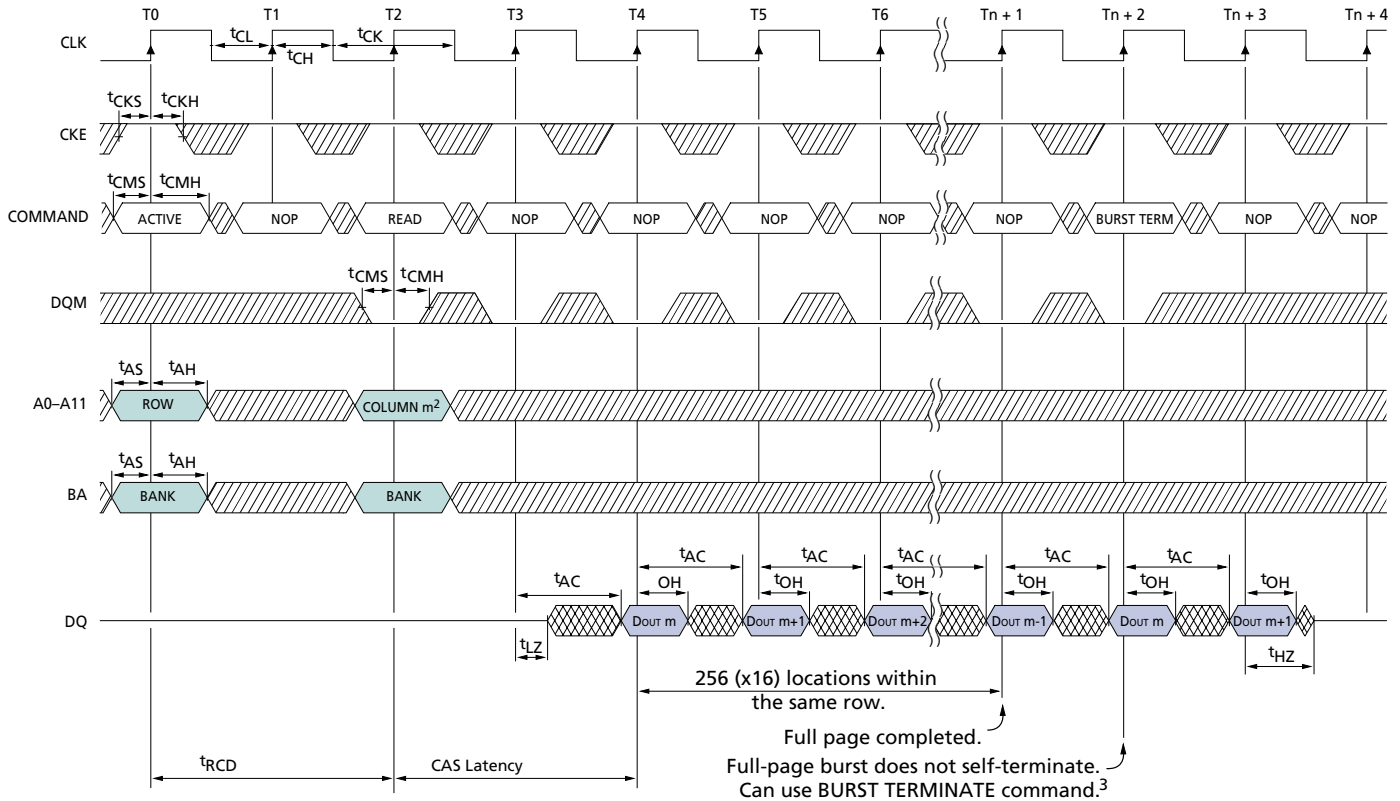 T0 T1 T2 T3 T4 T5 T6 Tn + 1 Tn + 2 Tn + 3 Tn + 4
CLK
tCL tCH tCK
tCKS tCKH
CKE
tCMS tCMH
COMMAND ACTIVE NOP READ NOP NOP NOP NOP NOP BURST TERM NOP NOP
tCMS tCMH
DQM
tAS tAH
A0–A11 ROW COLUMN m2
tAS tAH
BA BANK BANK
tAC tAC tAC tAC tAC tAC
OH tOH tOH tOH tOH tOH
DQ DOUT m DOUT m+1 DOUT m+2 DOUT m-1 DOUT m DOUT m+1
tLZ tHZ
256 (x16) locations within
the same row.
Full page completed.
tRCD CAS Latency
Full-page burst does not self-terminate.
Can use BURST TERMINATE command.3